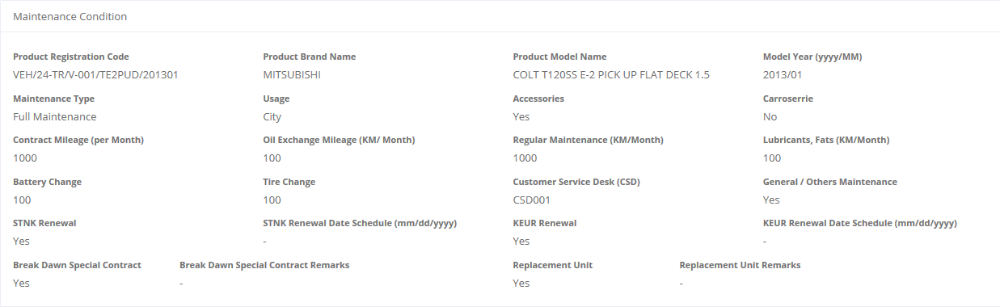 Maintenance Condition
Product Registration Code Product Brand Name Product Model Name Model Year (yyyy/MM)
VEH/24-TR/V-001/TE2PUD/201301 MITSUBISHI COLT T120SS E-2 PICK UP FLAT DECK 1.5 2013/01
Maintenance Type Usage Accessories Carroserrie
Full Maintenance City Yes No
Contract Mileage (per Month) Oil Exchange Mileage (KM/ Month) Regular Maintenance (KM/Month) Lubricants, Fats (KM/Month)
1000 100 1000 100
Battery Change Tire Change Customer Service Desk (CSD) General / Others Maintenance
100 100 CSD001 Yes
STNK Renewal STNK Renewal Date Schedule (mm/dd/yyyy) KEUR Renewal KEUR Renewal Date Schedule (mm/dd/yyyy)
Yes - Yes -
Break Dawn Special Contract Break Dawn Special Contract Remarks Replacement Unit Replacement Unit Remarks
Yes - Yes -